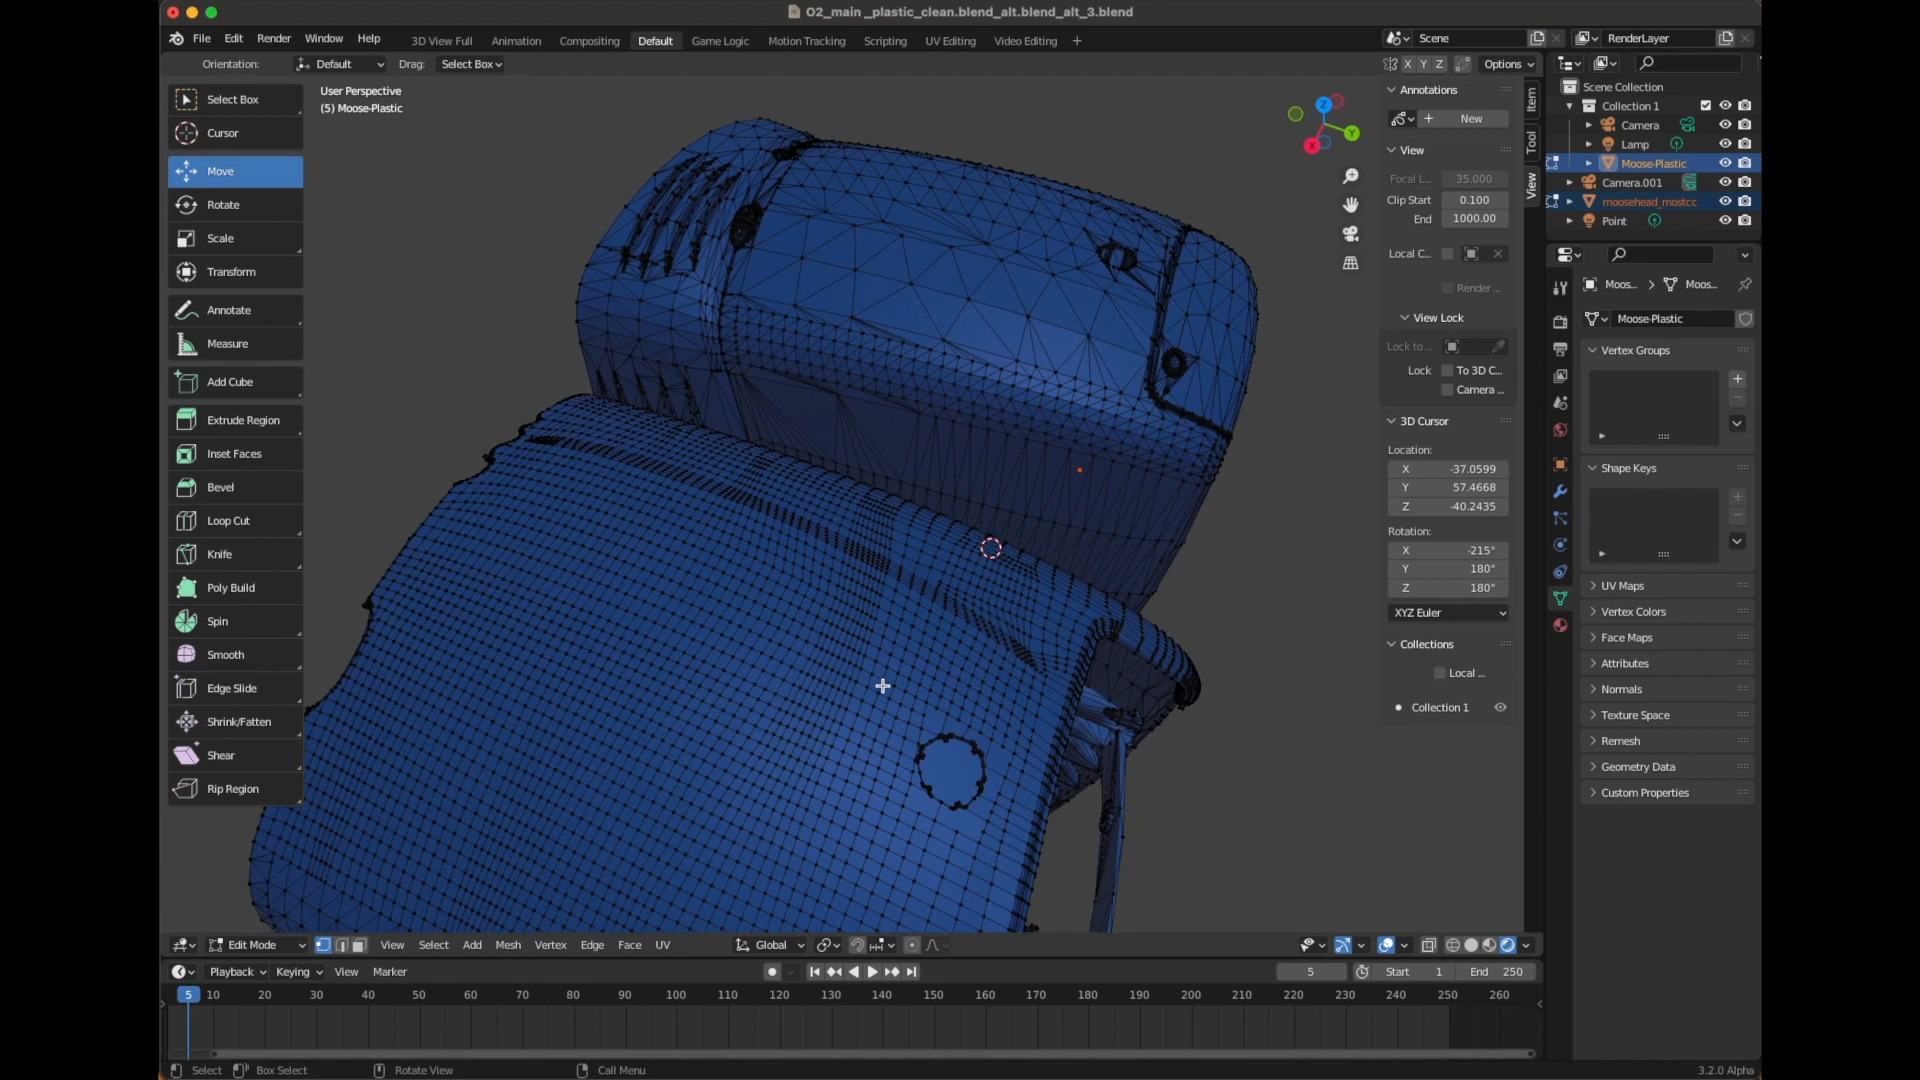 O2_main _plastic_clean.blend_alt.blend_alt_3.blend
File Edit Render Window Help 3D View Full Animation Compositing Default Game Logic Motion Tracking Scripting UV Editing Video Editing + Scene RenderLayer
Orientation: Default Drag: Select Box X Y Z Options
User Perspective
(5) Moose-Plastic
Select Box
Cursor
Move
Rotate
Scale
Transform
Annotate
Measure
Add Cube
Extrude Region
Inset Faces
Bevel
Loop Cut
Knife
Poly Build
Spin
Smooth
Edge Slide
Shrink/Fatten
Shear
Rip Region
Z
Y
X
Annotations
+ New
View
Focal L... 35.000
Clip Start 0.100
End 1000.00
Local C...
Render ...
View Lock
Lock to ...
Lock To 3D C...
Camera ...
3D Cursor
Location:
X -37.0599
Y 57.4668
Z -40.2435
Rotation:
X -215°
Y 180°
Z 180°
XYZ Euler
Collections
Local ...
Collection 1
Item
Tool
View
Scene Collection
Collection 1
Camera
Lamp
Moose-Plastic
Camera.001
moosehead_mostcc
Point
Moos... Moos...
Moose-Plastic
Vertex Groups
Shape Keys
UV Maps
Vertex Colors
Face Maps
Attributes
Normals
Texture Space
Remesh
Geometry Data
Custom Properties
Edit Mode View Select Add Mesh Vertex Edge Face UV Global
Playback Keying View Marker 5 Start 1 End 250
5 10 20 30 40 50 60 70 80 90 100 110 120 130 140 150 160 170 180 190 200 210 220 230 240 250 260
Select Box Select Rotate View Call Menu 3.2.0 Alpha